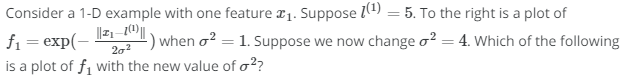 Consider a 1-D example with one feature x₁. Suppose l⁽¹⁾ = 5. To the right is a plot of
f₁ = exp(− ||x₁−l⁽¹⁾|| / 2σ²) when σ² = 1. Suppose we now change σ² = 4. Which of the following
is a plot of f₁ with the new value of σ²?